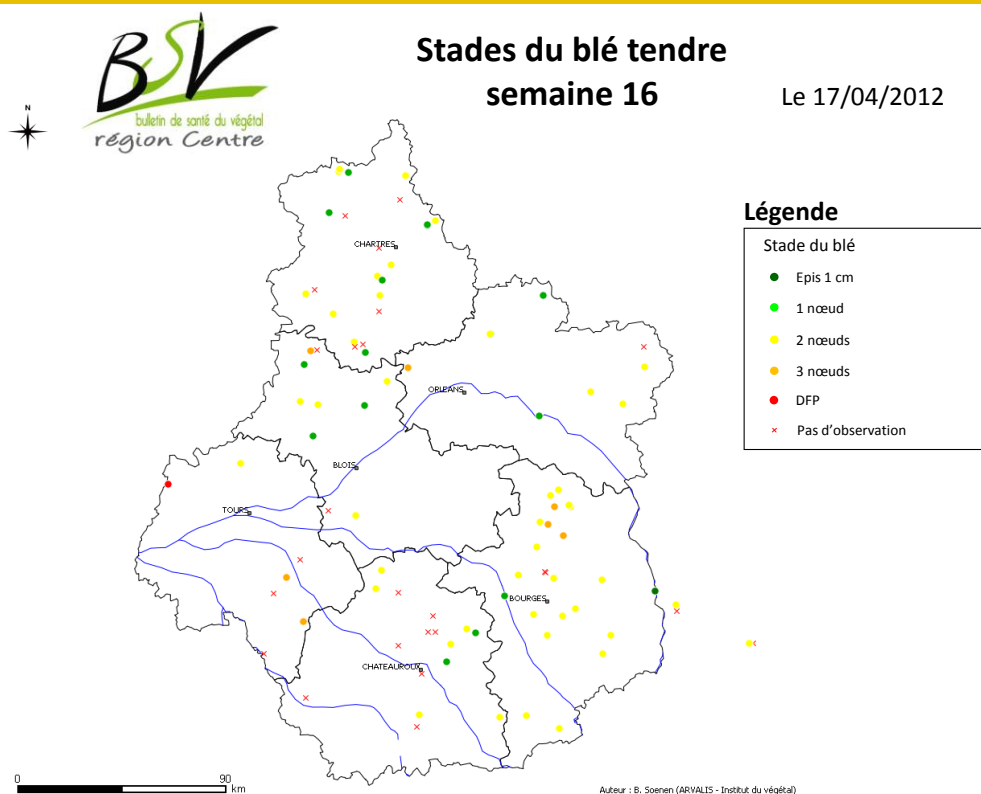 BSV
bulletin de santé du végétal
région Centre
Stades du blé tendre
semaine 16
Le 17/04/2012
N
Légende
Stade du blé
Epis 1 cm
1 nœud
2 nœuds
3 nœuds
DFP
Pas d'observation
CHARTRES
ORLEANS
BLOIS
TOURS
BOURGES
CHATEAUROUX
0 90
km
Auteur : B. Soenen (ARVALIS - Institut du végétal)